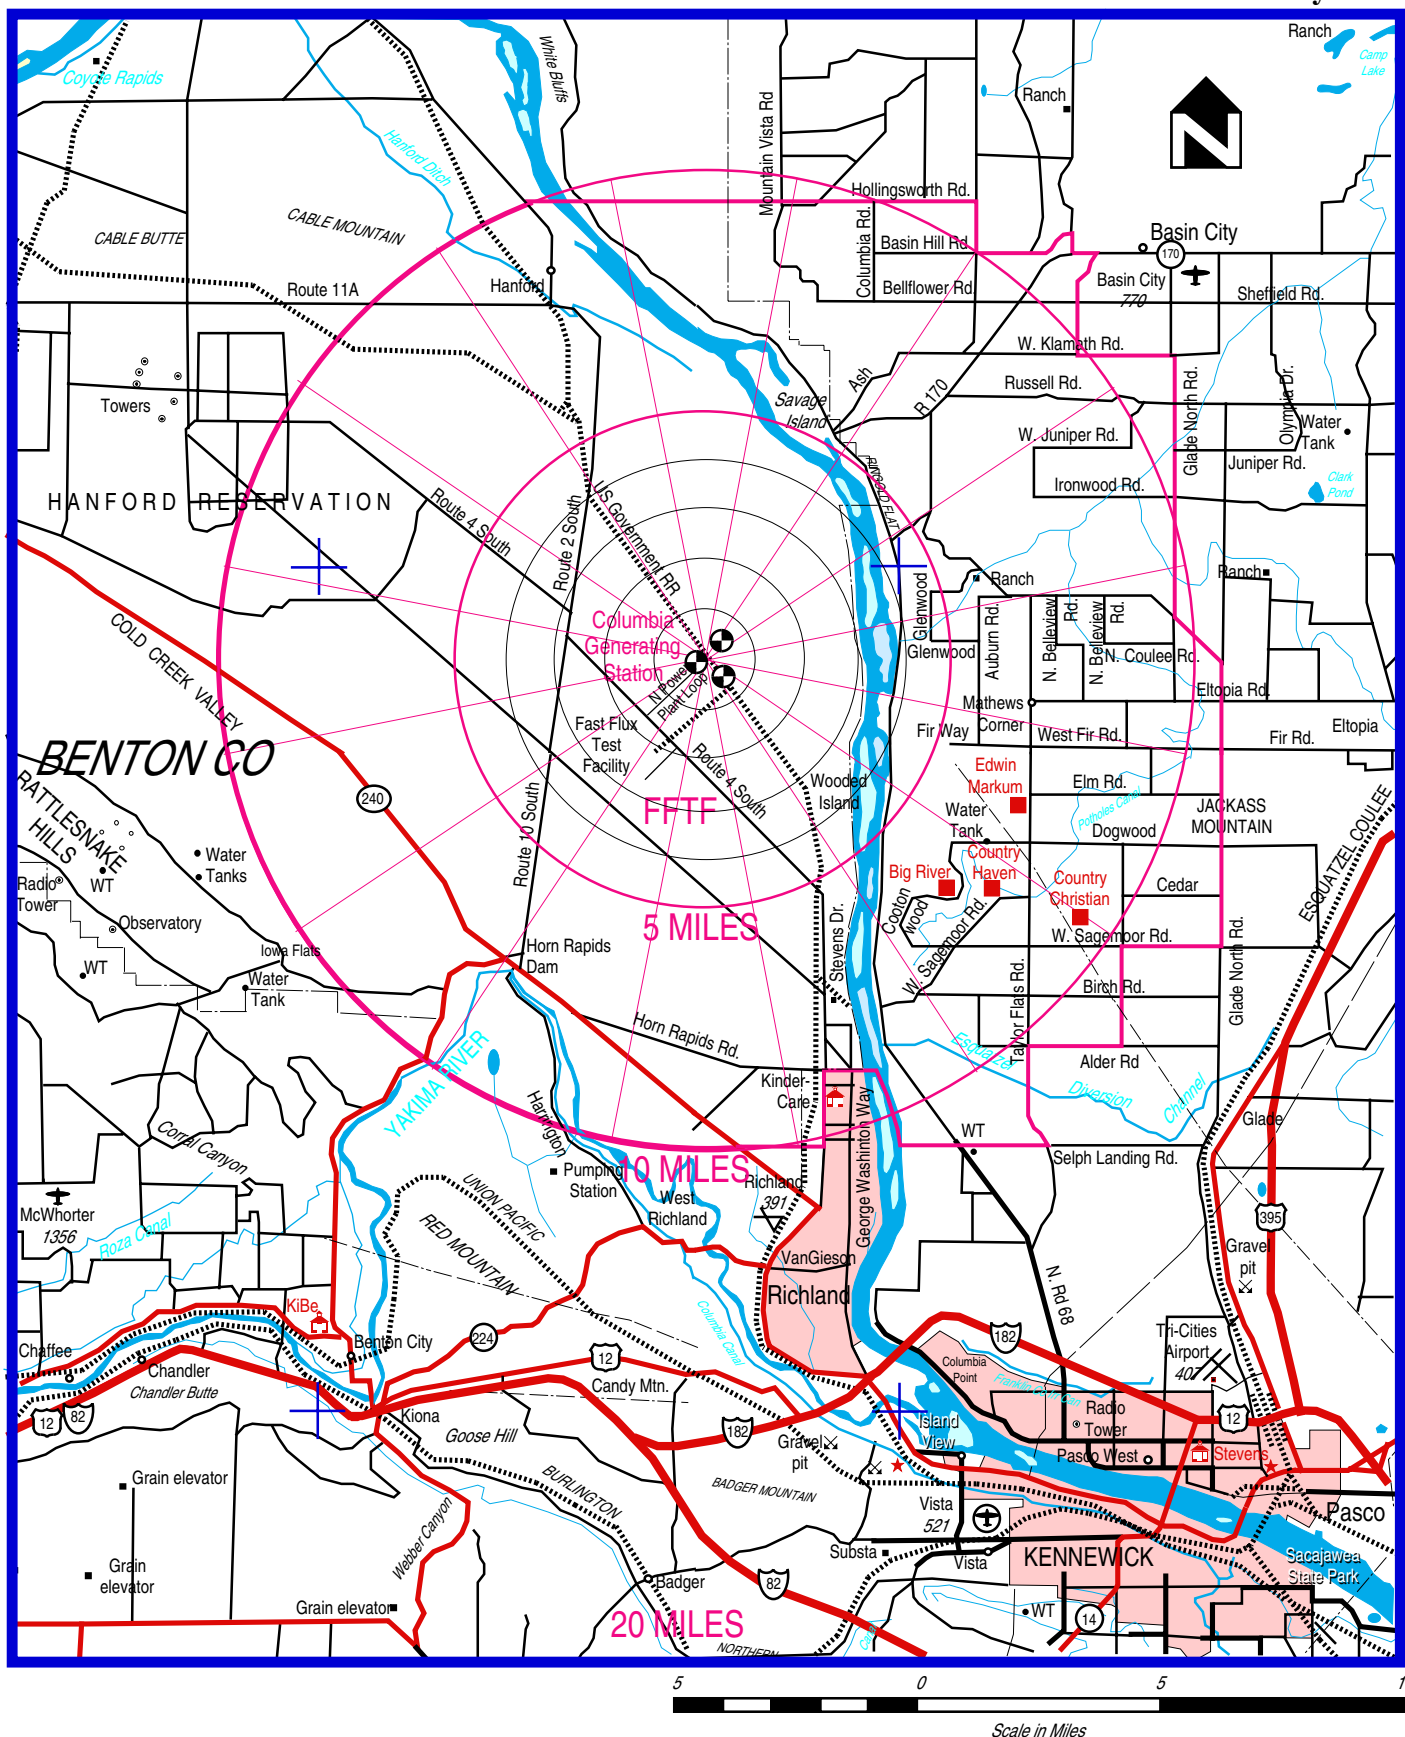 Ranch
Camp
Lake
White Bluffs
Coyote Rapids
Ranch
Mountain Vista Rd
Hanford Ditch
Hollingsworth Rd.
CABLE MOUNTAIN
CABLE BUTTE
Columbia Rd.
Basin Hill Rd
Basin City
170
Basin City
770
Hanford
Route 11A
Bellflower Rd.
Sheffield Rd.
W. Klamath Rd.
Ash
Russell Rd.
R 170
Glade North Rd.
Olympia Dr.
Savage
Island
Towers
Water
Tank
W. Juniper Rd.
Juniper Rd.
RINGOLD FLAT
Ironwood Rd.
Clark
Pond
HANFORD RESERVATION
Route 4 South
Route 2 South
US Government RR
Ranch
Ranch
Glenwood
Glenwood
Auburn Rd.
N. Belleview
Rd.
N. Belleview
Rd.
N. Coulee Rd.
COLD CREEK VALLEY
Columbia
Generating
Station
N Power
Plant Loop
Eltopia Rd.
Mathews
Corner
Fir Way
West Fir Rd.
Fir Rd.
Eltopia
BENTON CO
Fast Flux
Test
Facility
Route 4 South
Edwin
Markum
Elm Rd.
RATTLESNAKE
HILLS
240
Route 10 South
FFTF
Wooded
Island
Water
Tank
Potholes Canal
Dogwood
JACKASS
MOUNTAIN
ESQUATZEL COULEE
Water
Tanks
Radio
Tower
WT
Big River
Country
Haven
Country
Christian
Cedar
Observatory
5 MILES
Cooton
wood
W. Sagemoor Rd.
W. Sagemoor Rd.
Iowa Flats
WT
Horn Rapids
Dam
Stevens Dr.
Water
Tank
Birch Rd.
Taylor Flats Rd.
Glade North Rd.
Horn Rapids Rd.
YAKIMA RIVER
Esquatzel
Diversion
Channel
Alder Rd
Kinder-
Care
George Washinton Way
Harrington
Glade
Corral Canyon
WT
Selph Landing Rd.
10 MILES
Pumping
Station
UNION PACIFIC
Richland
391
West
Richland
McWhorter
1356
Roza Canal
RED MOUNTAIN
395
Gravel
pit
VanGiesen
Richland
N. Rd 68
KiBe
Columbia Canal
Benton City
224
182
Tri-Cities
Airport
407
Chaffee
Chandler
Chandler Butte
12
Candy Mtn.
Columbia
Point
Franklin
12
82
Kiona
Goose Hill
182
Gravel
pit
Island
View
Radio
Tower
12
Pasco West
Stevens
Grain elevator
BURLINGTON
BADGER MOUNTAIN
Vista
521
Pasco
Webber Canyon
Grain
elevator
Substa
Vista
KENNEWICK
Sacajawea
State Park
Badger
82
Grain elevator
20 MILES
WT
14
NORTHERN
Canal
5 0 5 1
Scale in Miles